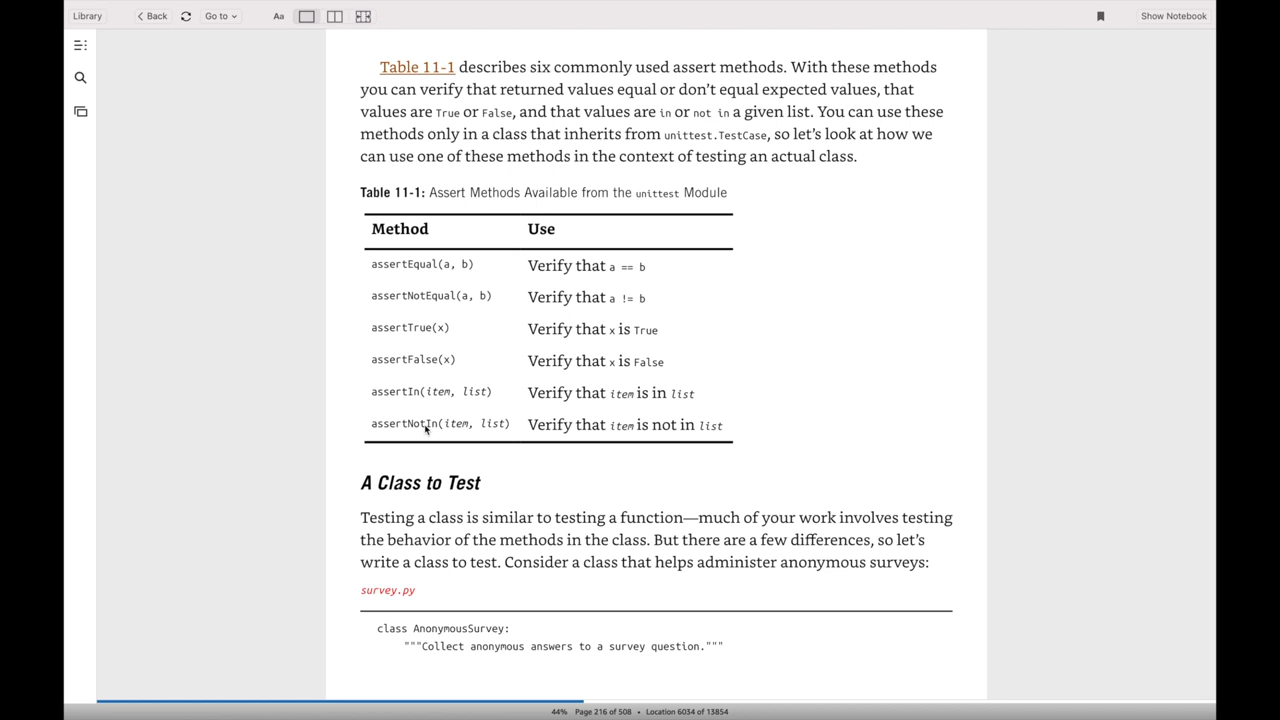 Library Back Go to Aa Show Notebook
Table 11-1 describes six commonly used assert methods. With these methods
you can verify that returned values equal or don’t equal expected values, that
values are True or False, and that values are in or not in a given list. You can use these
methods only in a class that inherits from unittest.TestCase, so let’s look at how we
can use one of these methods in the context of testing an actual class.
Table 11-1: Assert Methods Available from the unittest Module
Method Use
assertEqual(a, b) Verify that a == b
assertNotEqual(a, b) Verify that a != b
assertTrue(x) Verify that x is True
assertFalse(x) Verify that x is False
assertIn(item, list) Verify that item is in list
assertNotIn(item, list) Verify that item is not in list
A Class to Test
Testing a class is similar to testing a function—much of your work involves testing
the behavior of the methods in the class. But there are a few differences, so let’s
write a class to test. Consider a class that helps administer anonymous surveys:
survey.py
class AnonymousSurvey:
"""Collect anonymous answers to a survey question."""
44% Page 216 of 508 • Location 6034 of 13854